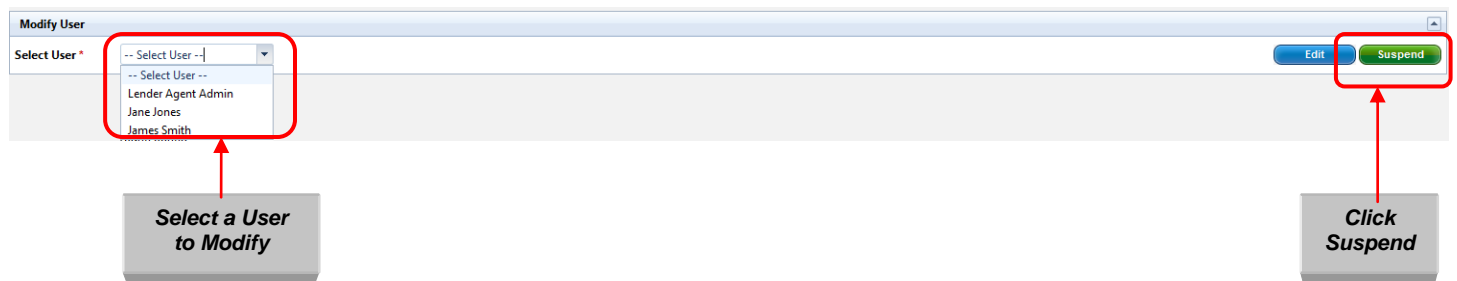 Modify User
Select User * -- Select User -- Edit Suspend
-- Select User --
Lender Agent Admin
Jane Jones
James Smith
Select a User
to Modify
Click
Suspend